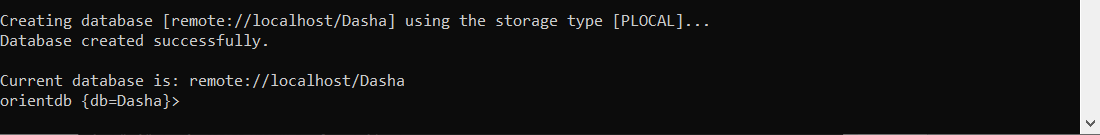 Creating database [remote://localhost/Dasha] using the storage type [PLOCAL]...
Database created successfully.
Current database is: remote://localhost/Dasha
orientdb {db=Dasha}>